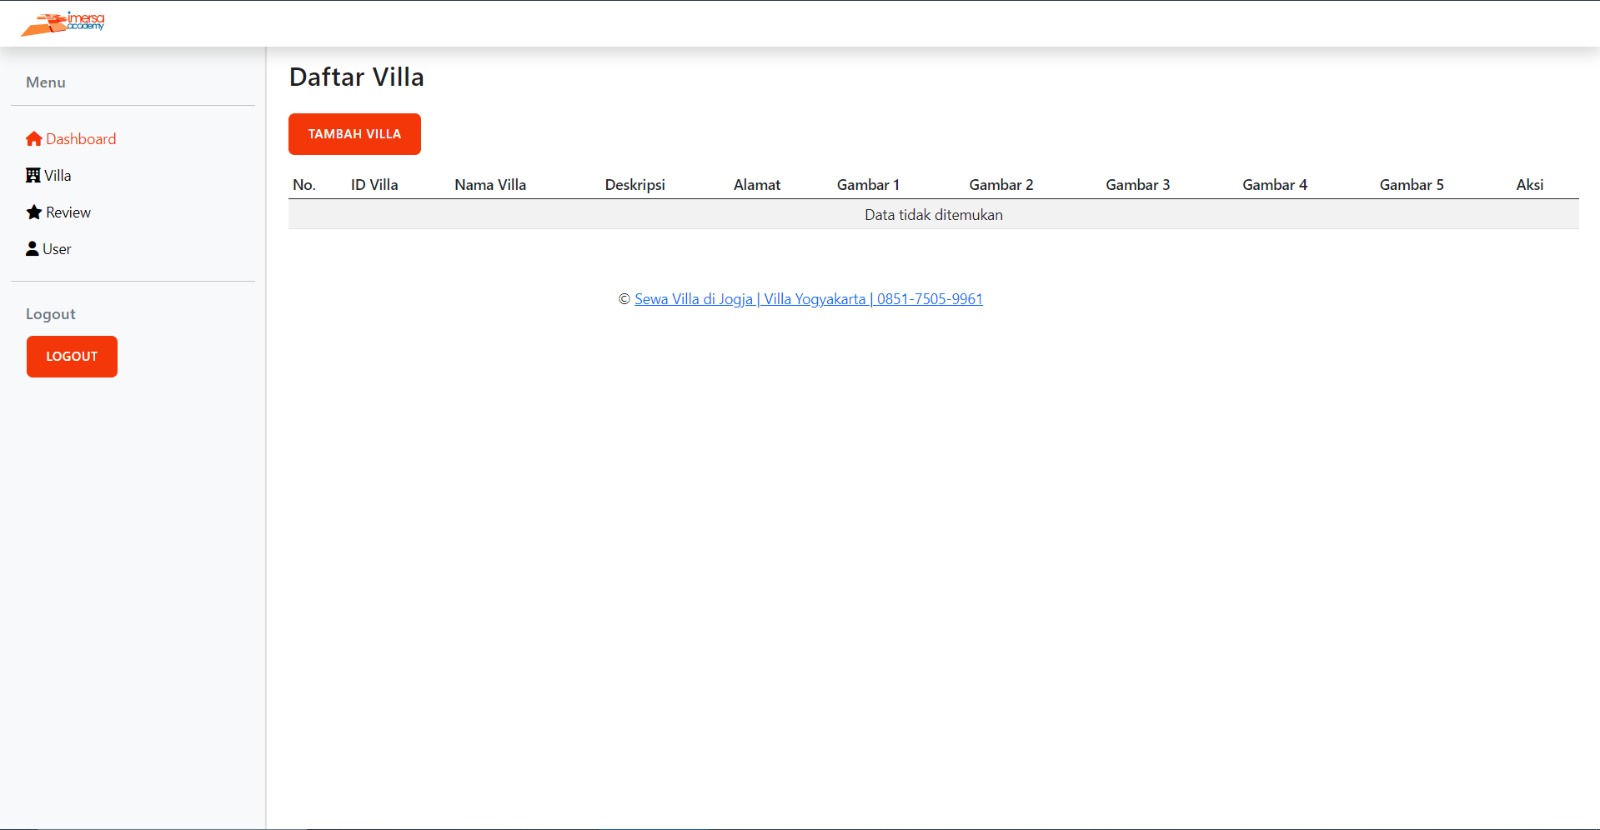 imersa
academy
Menu
Dashboard
Villa
Review
User
Logout
LOGOUT
Daftar Villa
TAMBAH VILLA
No. ID Villa Nama Villa Deskripsi Alamat Gambar 1 Gambar 2 Gambar 3 Gambar 4 Gambar 5 Aksi
Data tidak ditemukan
© Sewa Villa di Jogja | Villa Yogyakarta | 0851-7505-9961